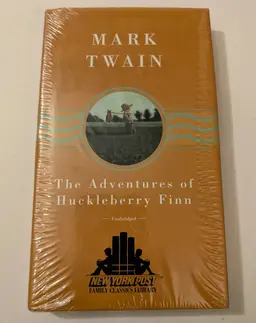 MARK
TWAIN
The Adventures of
Huckleberry Finn
Unabridged
NEW YORK POST
FAMILY CLASSICS LIBRARY